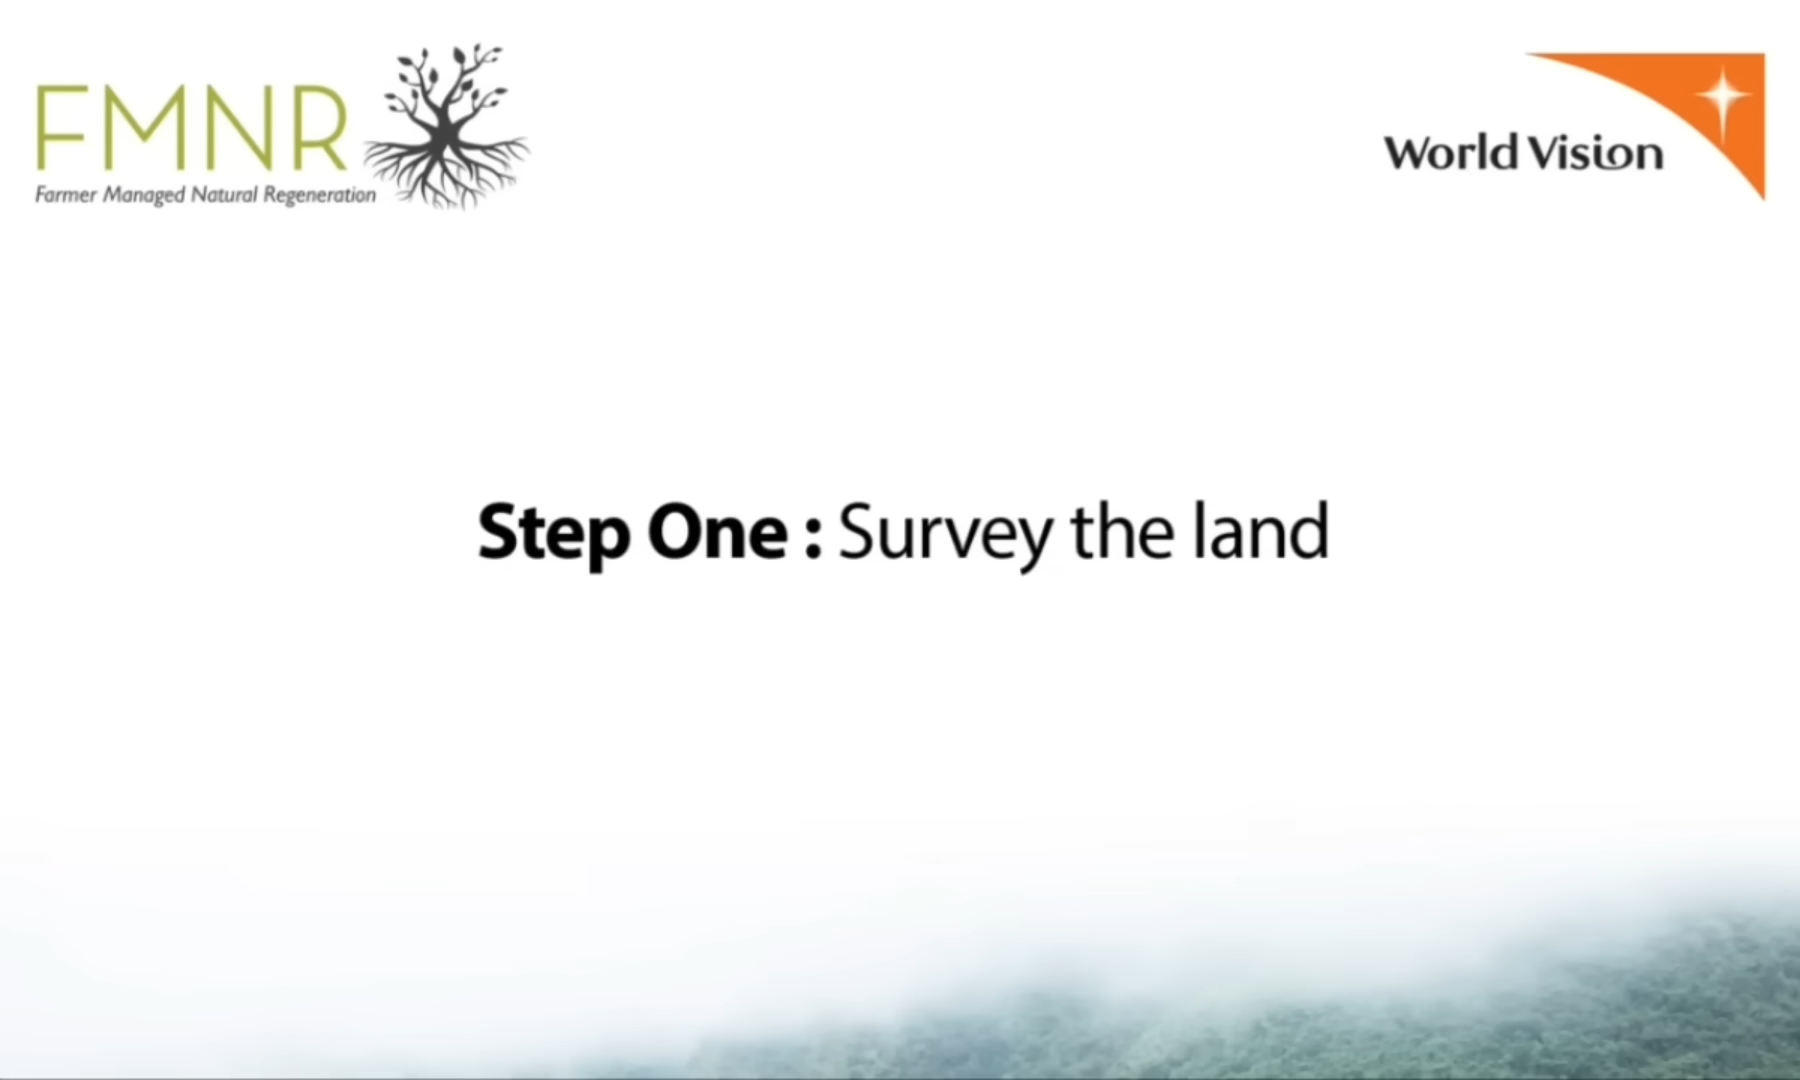 FMNR
Farmer Managed Natural Regeneration
World Vision
Step One : Survey the land